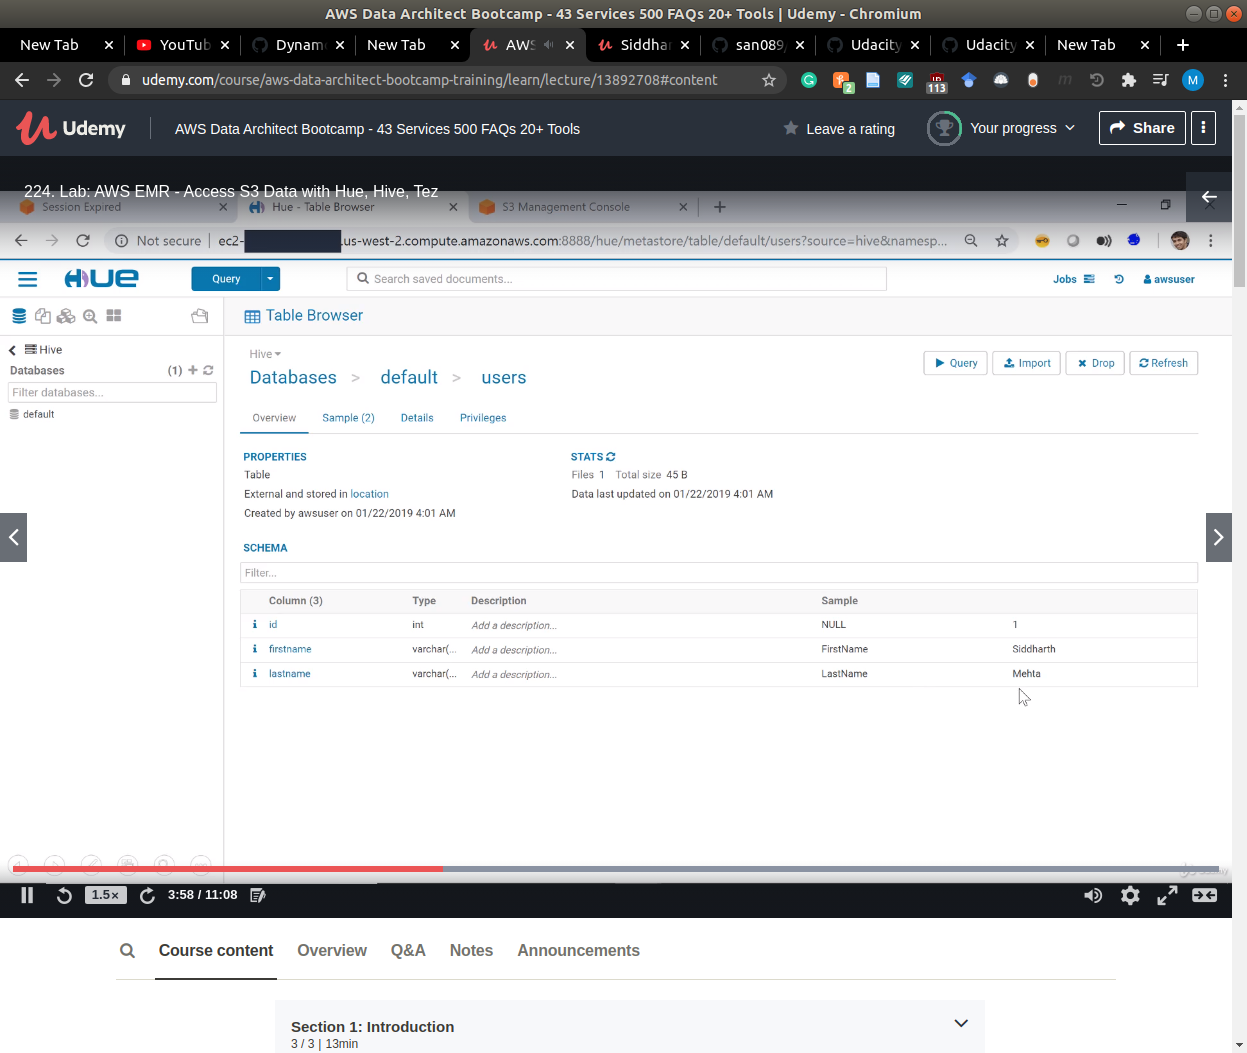 AWS Data Architect Bootcamp - 43 Services 500 FAQs 20+ Tools | Udemy - Chromium
New Tab YouTub Dynam New Tab AWS Siddhar san089 Udacity Udacity New Tab
udemy.com/course/aws-data-architect-bootcamp-training/learn/lecture/13892708#content
2 113 m M
Udemy AWS Data Architect Bootcamp - 43 Services 500 FAQs 20+ Tools Leave a rating Your progress Share
224. Lab: AWS EMR - Access S3 Data with Hue, Hive, Tez
Session Expired Hue - Table Browser S3 Management Console
Not secure ec2- .us-west-2.compute.amazonaws.com:8888/hue/metastore/table/default/users?source=hive&namesp...
HUE Query Search saved documents... Jobs awsuser
Table Browser
Hive
Databases (1)
Filter databases...
default
Hive
Databases > default > users
Query Import Drop Refresh
Overview Sample (2) Details Privileges
PROPERTIES
Table
External and stored in location
Created by awsuser on 01/22/2019 4:01 AM
STATS
Files 1 Total size 45 B
Data last updated on 01/22/2019 4:01 AM
SCHEMA
Filter...
Column (3) Type Description Sample
id int Add a description... NULL 1
firstname varchar(... Add a description... FirstName Siddharth
lastname varchar(... Add a description... LastName Mehta
1.5× 3:58 / 11:08
Course content Overview Q&A Notes Announcements
Section 1: Introduction
3 / 3 | 13min